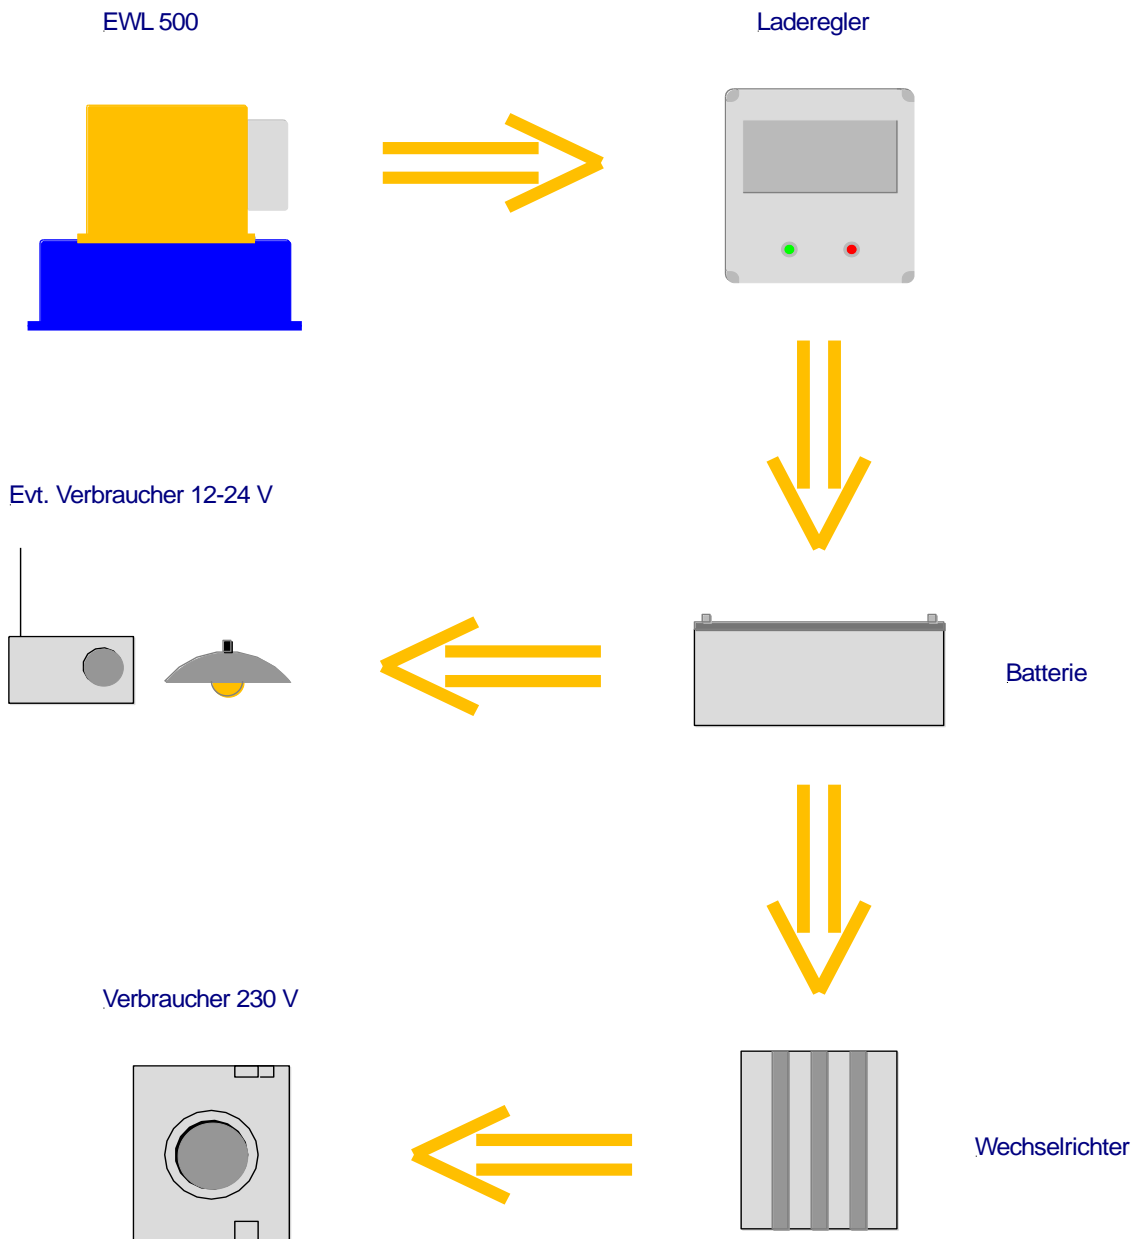 EWL 500
Laderegler
Evt. Verbraucher 12-24 V
Batterie
Verbraucher 230 V
Wechselrichter